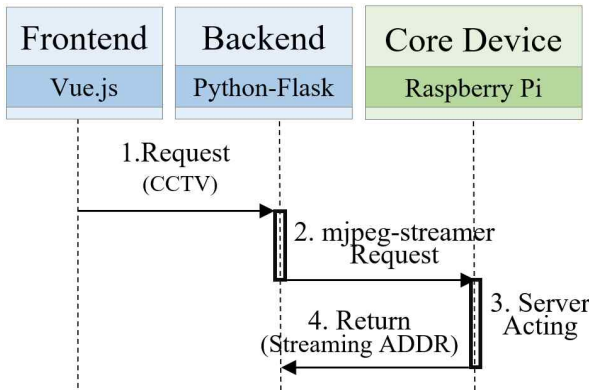 Frontend
Vue.js
Backend
Python-Flask
Core Device
Raspberry Pi
1.Request
(CCTV)
2. mjpeg-streamer
Request
3. Server
Acting
4. Return
(Streaming ADDR)